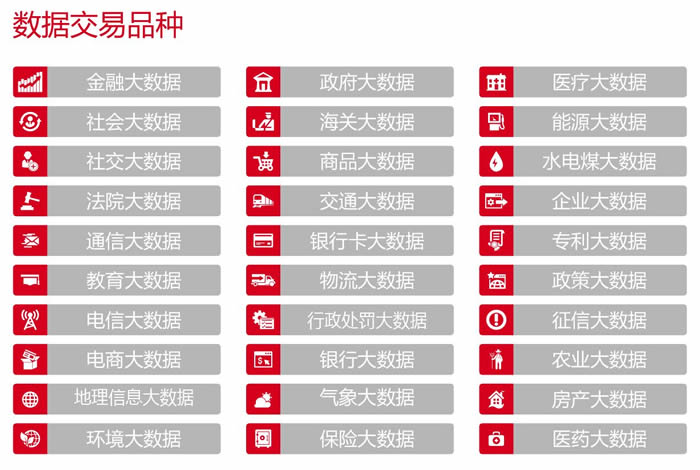 数据交易品种
金融大数据
政府大数据
医疗大数据
社会大数据
海关大数据
能源大数据
社交大数据
商品大数据
水电煤大数据
法院大数据
交通大数据
企业大数据
通信大数据
银行卡大数据
专利大数据
教育大数据
物流大数据
政策大数据
电信大数据
行政处罚大数据
征信大数据
电商大数据
银行大数据
农业大数据
地理信息大数据
气象大数据
房产大数据
环境大数据
保险大数据
医药大数据